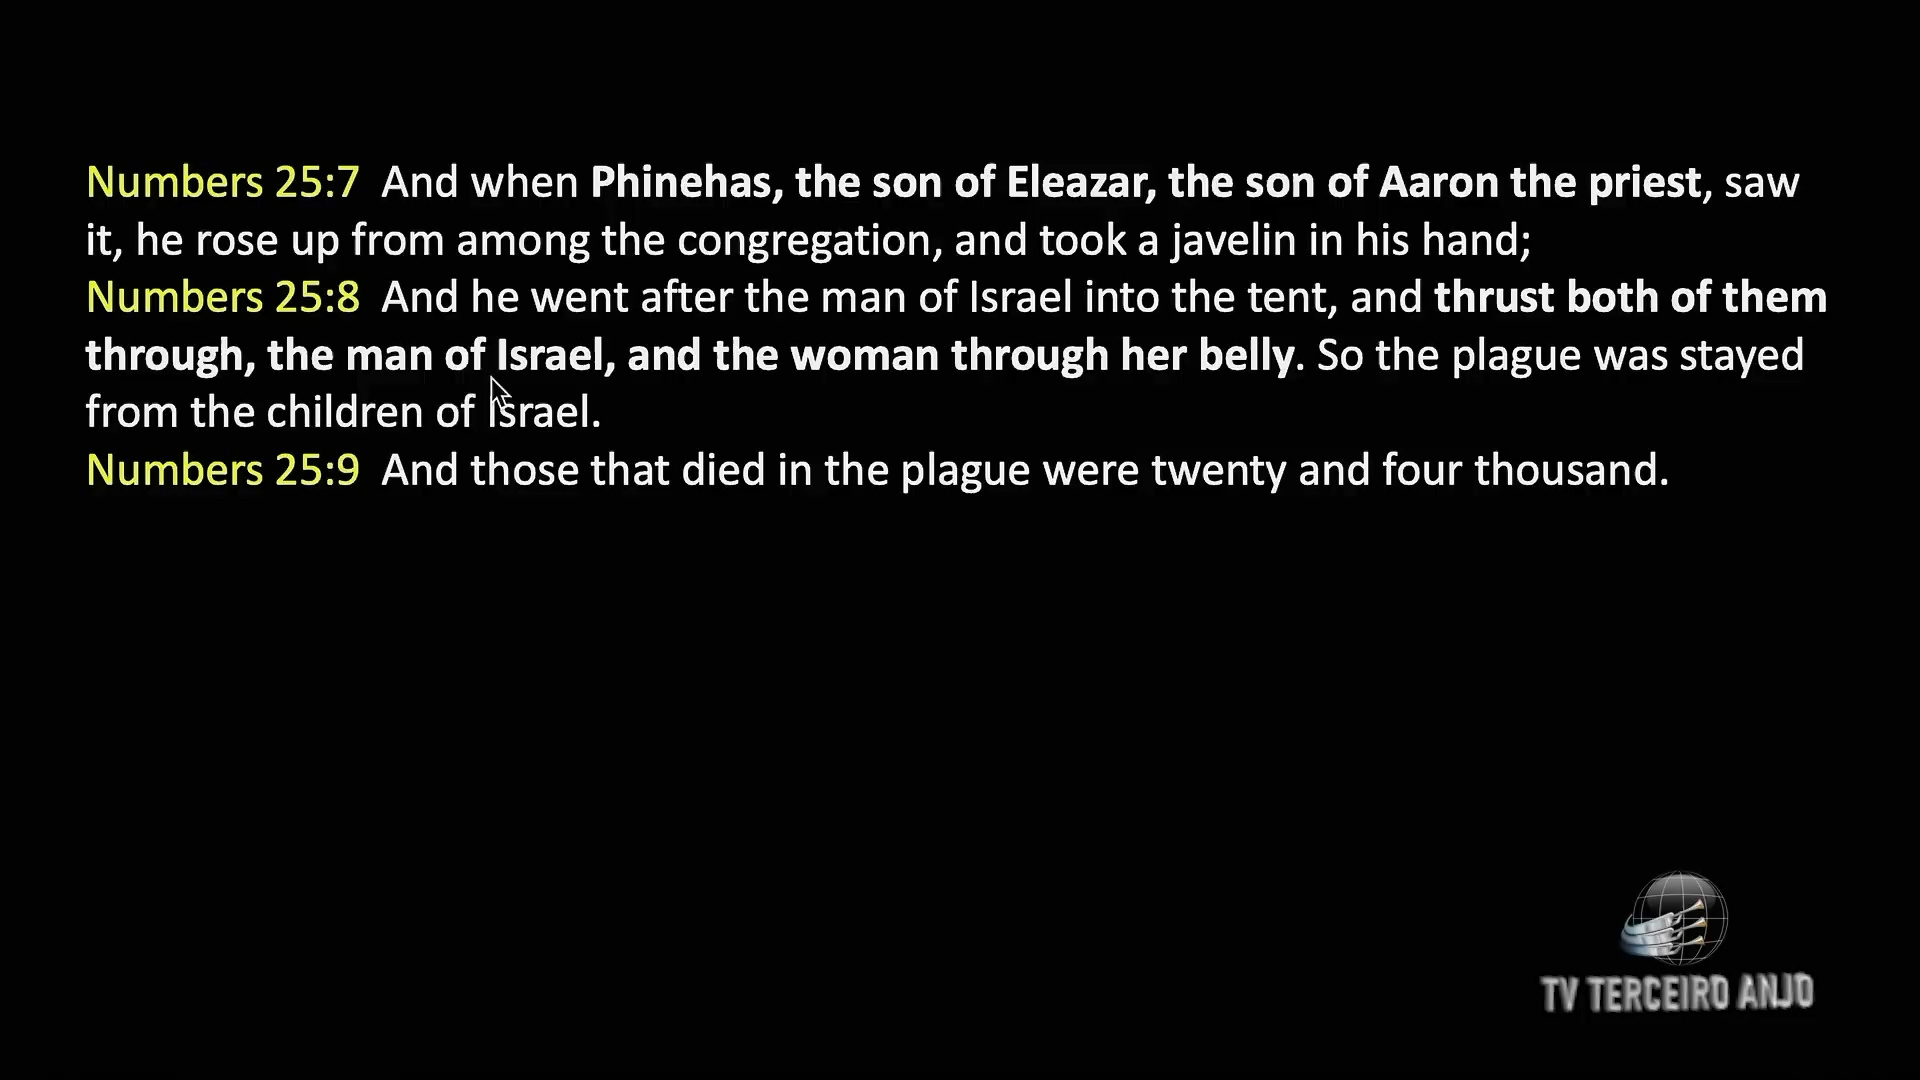 Numbers 25:7 And when Phinehas, the son of Eleazar, the son of Aaron the priest, saw
it, he rose up from among the congregation, and took a javelin in his hand;
Numbers 25:8 And he went after the man of Israel into the tent, and thrust both of them
through, the man of Israel, and the woman through her belly. So the plague was stayed
from the children of Israel.
Numbers 25:9 And those that died in the plague were twenty and four thousand.
TV TERCEIRO ANJO